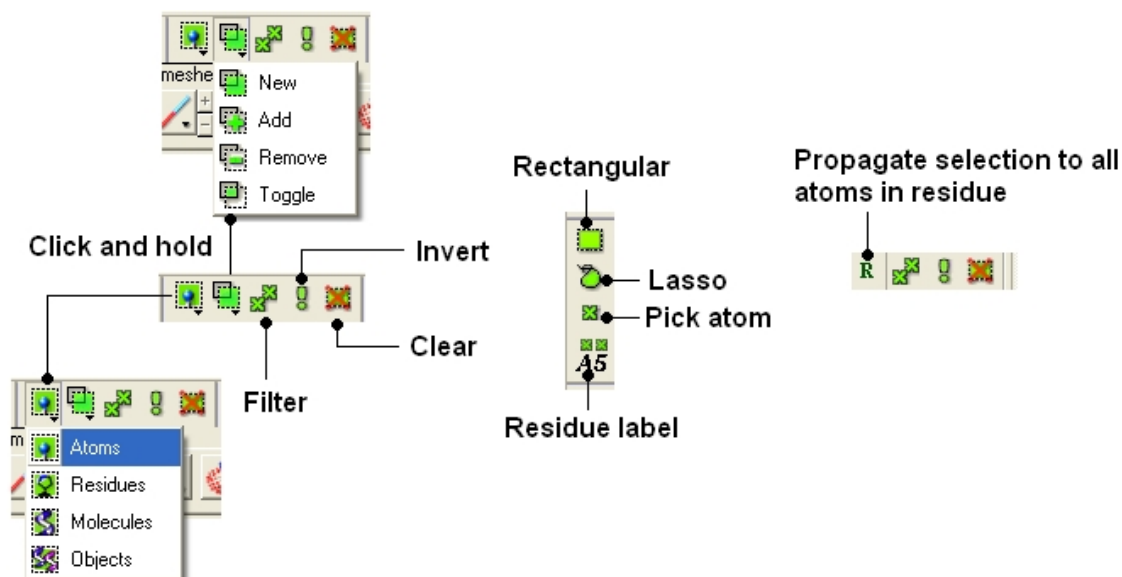 meshe
New
Add
Remove
Toggle
Click and hold
Invert
Clear
Filter
m
Atoms
Residues
Molecules
Objects
Rectangular
Lasso
Pick atom
A5
Residue label
Propagate selection to all
atoms in residue
R